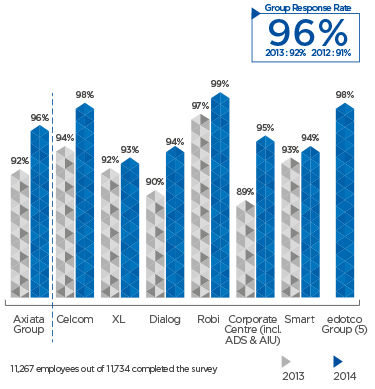 Group Response Rate
96%
2013 : 92% 2012 : 91%
92%
96%
94%
98%
92%
93%
90%
94%
97%
99%
89%
95%
93%
94%
98%
Axiata
Group
Celcom
XL
Dialog
Robi
Corporate
Centre (incl.
ADS & AIU)
Smart
edotco
Group (5)
11,267 employees out of 11,734 completed the survey
2013
2014